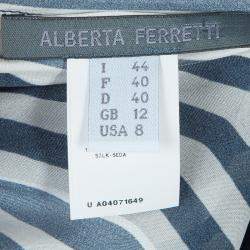 ALBERTA FERRETTI
I 44
F 40
D 40
GB 12
USA 8
SILK-SEDA
U A04071649